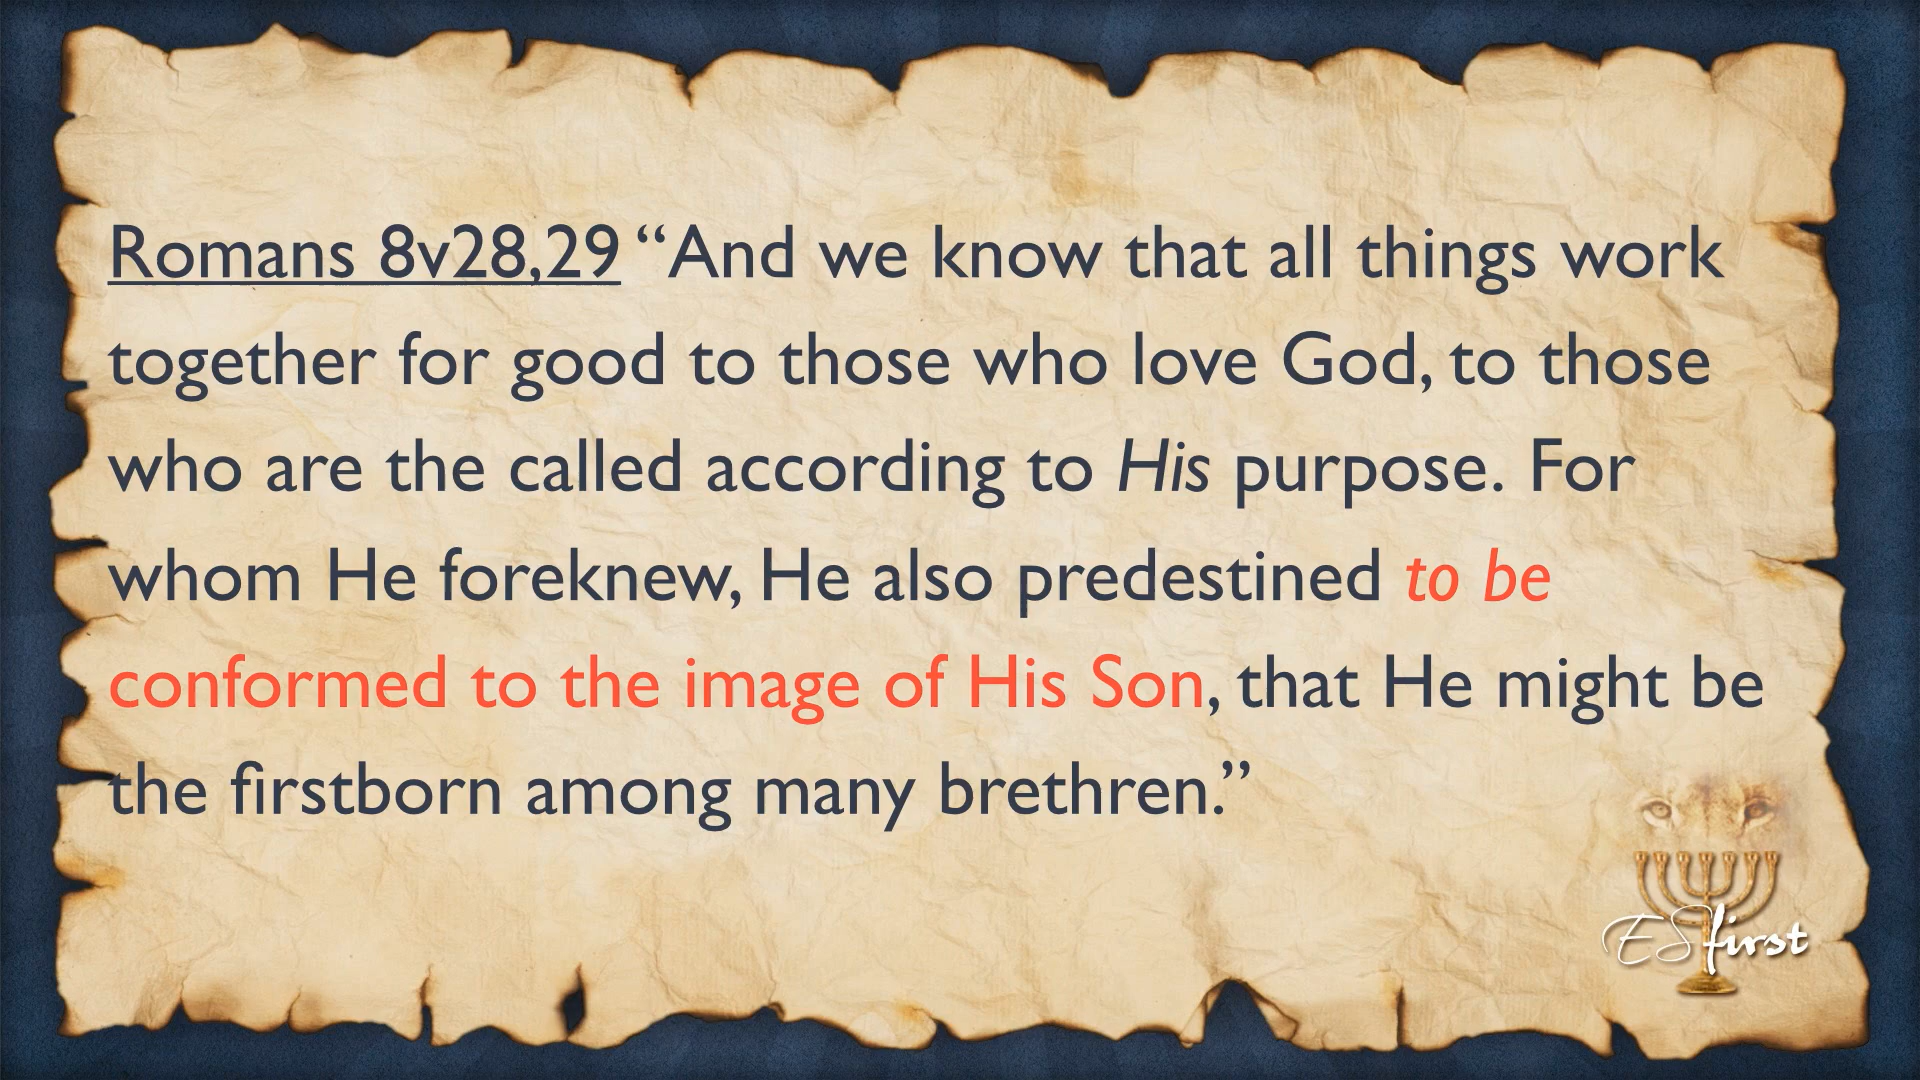 Romans 8v28,29 “And we know that all things work
together for good to those who love God, to those
who are the called according to His purpose. For
whom He foreknew, He also predestined to be
conformed to the image of His Son, that He might be
the firstborn among many brethren.”
ESfirst